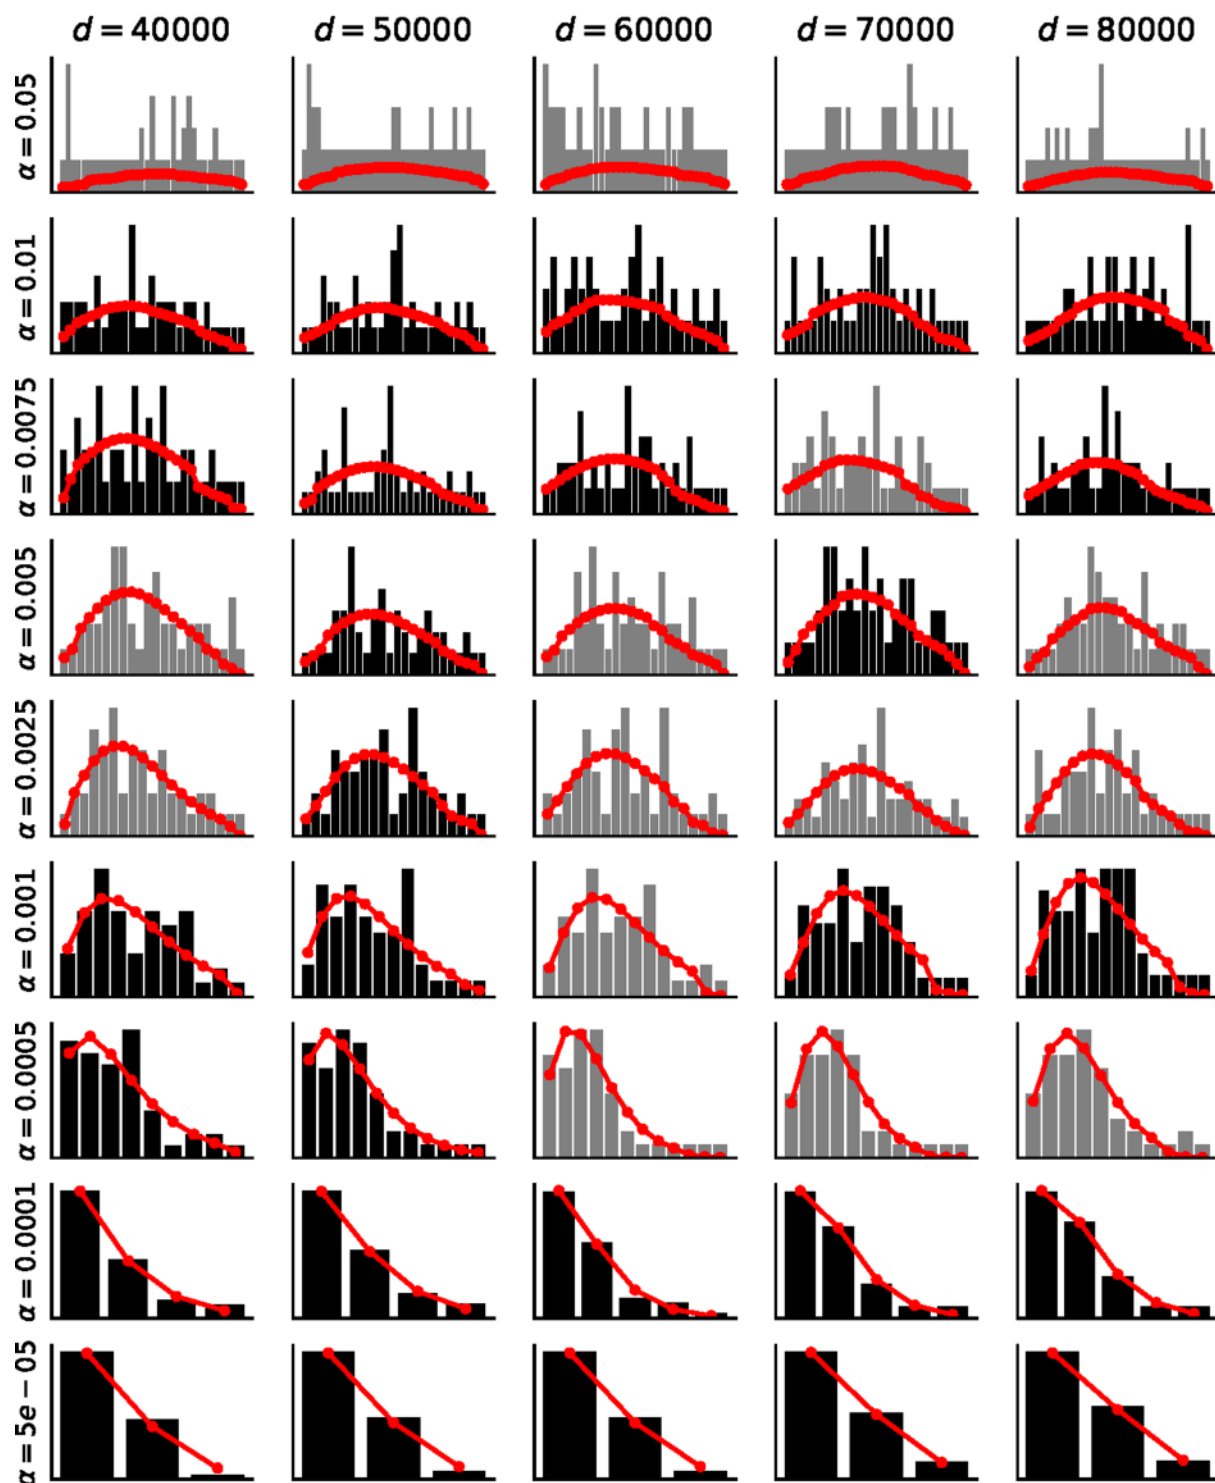 d = 40000 d = 50000 d = 60000 d = 70000 d = 80000
α = 0.05
α = 0.01
α = 0.0075
α = 0.005
α = 0.0025
α = 0.001
α = 0.0005
α = 0.0001
α = 5e − 05